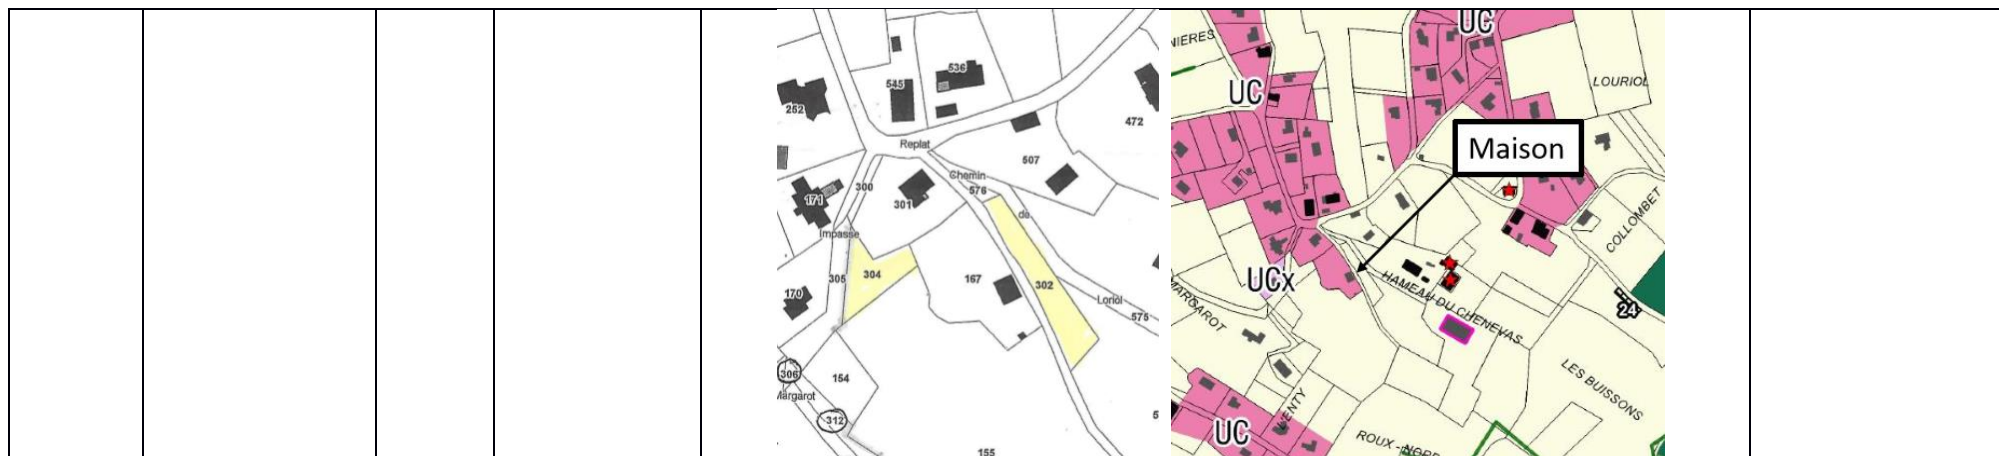 545
536
252
472
Replat
507
Chemin
576
300
171
301
de
Impasse
304
305
167
302
170
Loriol
575
306
154
Margarot
312
155
UC
UC
LOURIOL
Maison
COLLOMBET
UCx
HAMEAU DU CHENEVAS
MARGAROT
24
LES BUISSONS
UC